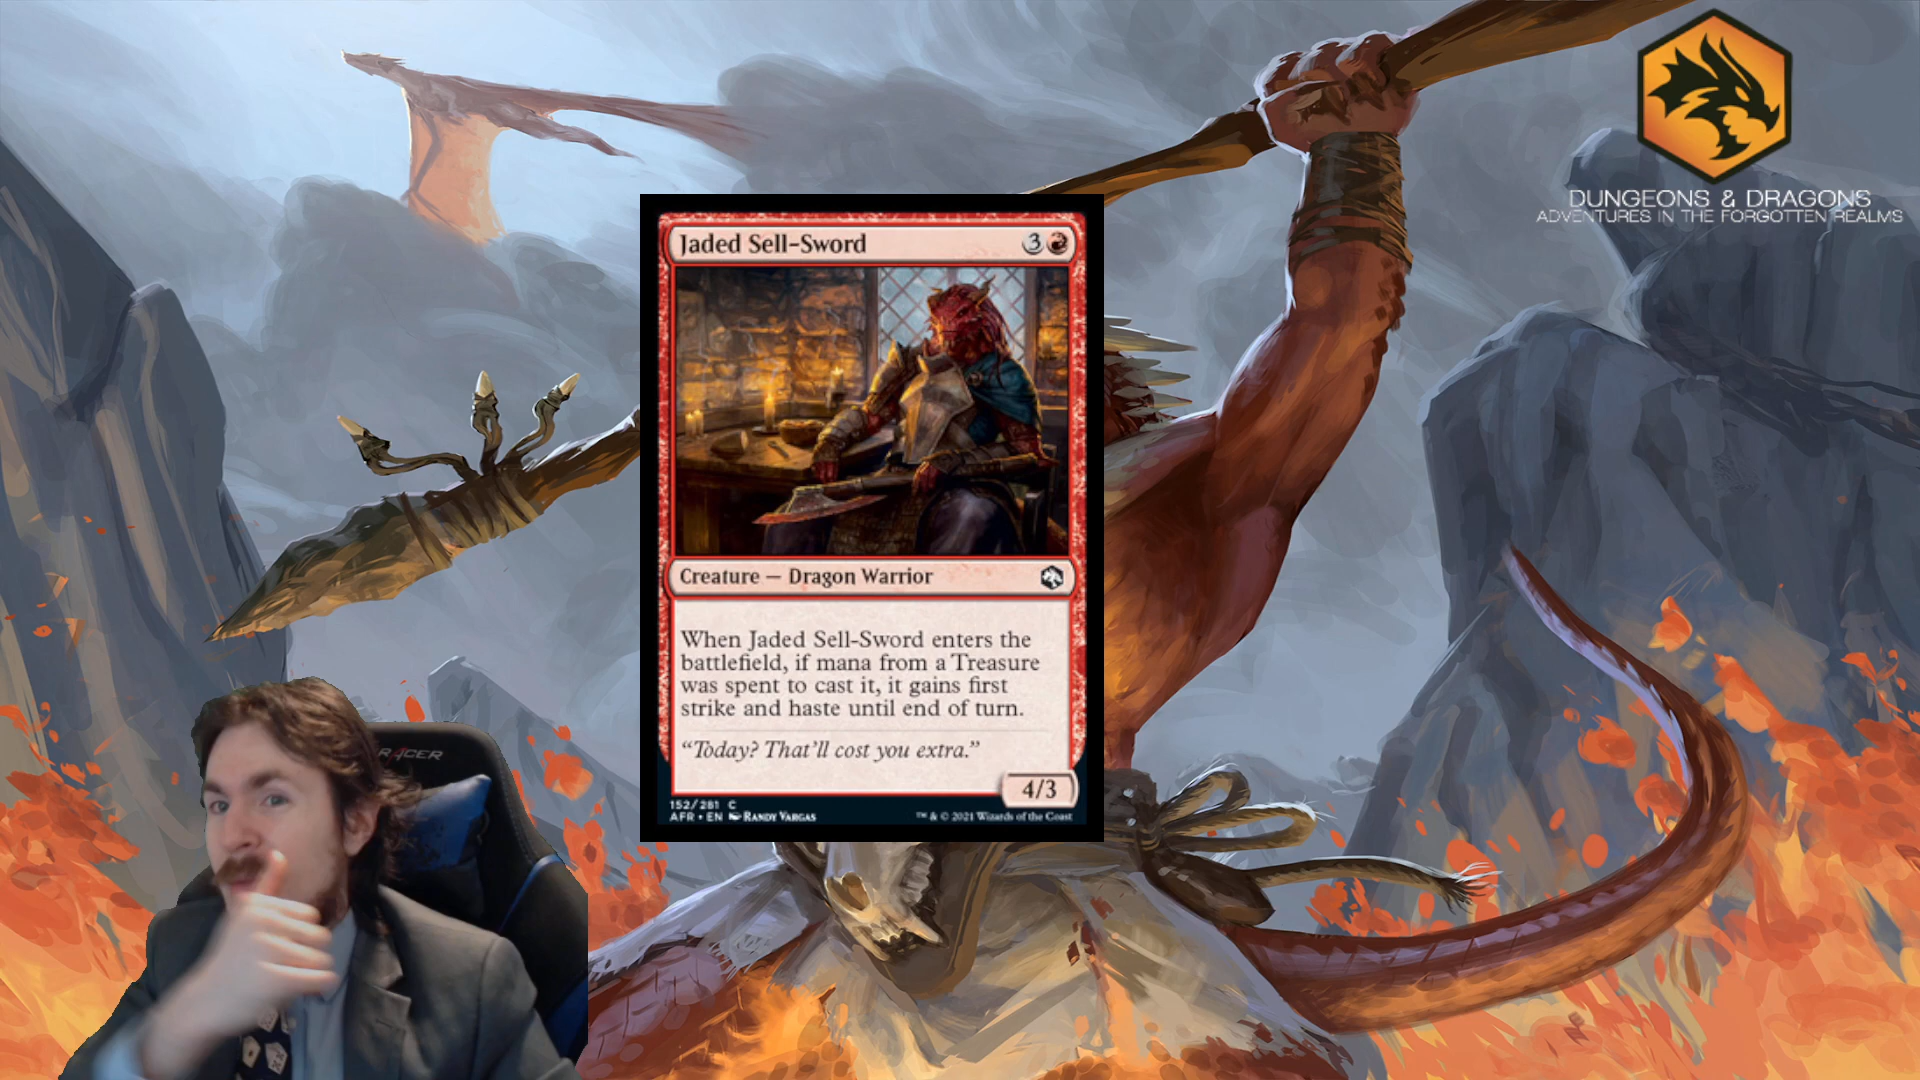 DUNGEONS & DRAGONS
ADVENTURES IN THE FORGOTTEN REALMS
Jaded Sell-Sword 3
Creature — Dragon Warrior
When Jaded Sell-Sword enters the
battlefield, if mana from a Treasure
was spent to cast it, it gains first
strike and haste until end of turn.
“Today? That’ll cost you extra.”
4/3
152/281 C
AFR • EN RANDY VARGAS
™ & © 2021 Wizards of the Coast
RACER